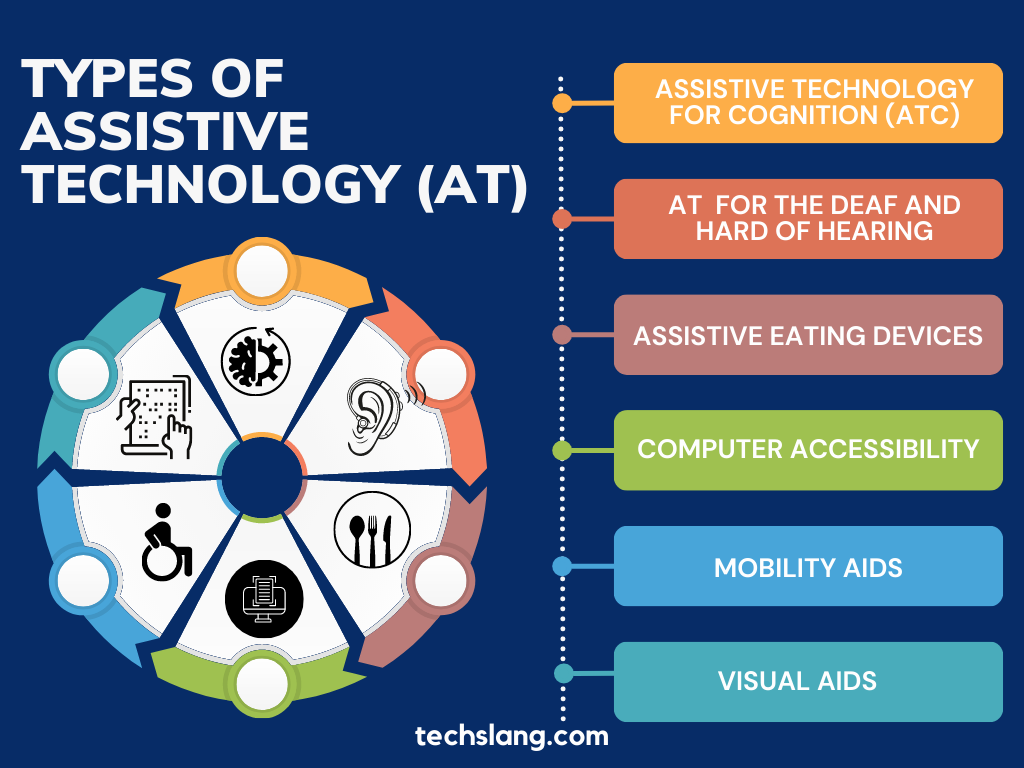 TYPES OF
ASSISTIVE
TECHNOLOGY (AT)
ASSISTIVE TECHNOLOGY
FOR COGNITION (ATC)
AT FOR THE DEAF AND
HARD OF HEARING
ASSISTIVE EATING DEVICES
COMPUTER ACCESSIBILITY
MOBILITY AIDS
VISUAL AIDS
techslang.com